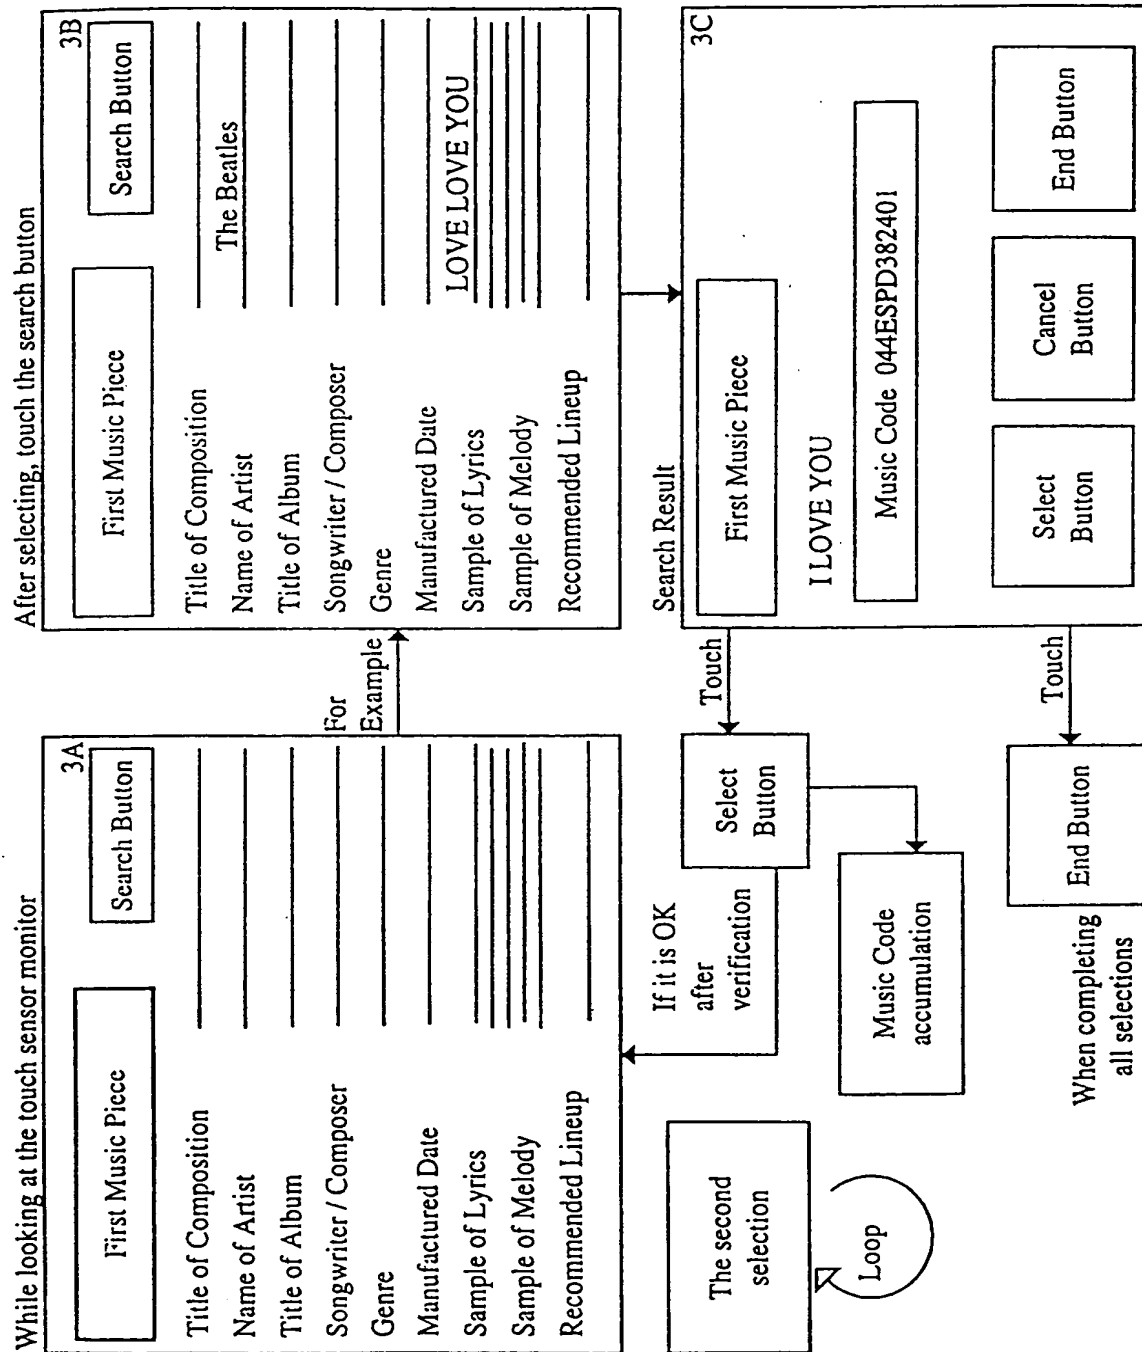 While looking at the touch sensor monitor
3A
First Music Piece
Search Button
Title of Composition
Name of Artist
Title of Album
Songwriter / Composer
Genre
Manufactured Date
Sample of Lyrics
Sample of Melody
Recommended Lineup
For
Example
After selecting, touch the search button
3B
First Music Piece
Search Button
Title of Composition
Name of Artist
The Beatles
Title of Album
Songwriter / Composer
Genre
Manufactured Date
Sample of Lyrics
LOVE LOVE YOU
Sample of Melody
Recommended Lineup
Search Result
3C
First Music Piece
I LOVE YOU
Music Code 044ESPD382401
Select
Button
Cancel
Button
End Button
Touch
Select
Button
If it is OK
after
verification
Music Code
accumulation
Touch
End Button
When completing
all selections
The second
selection
Loop